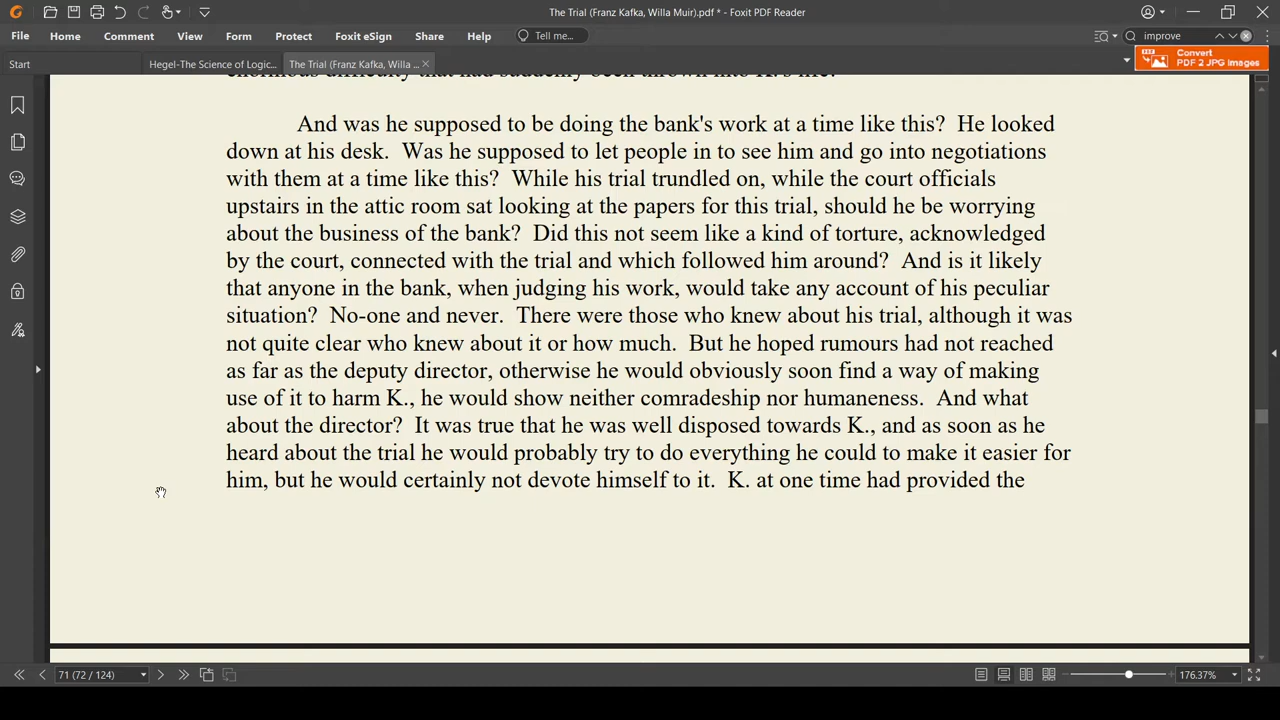 The Trial (Franz Kafka, Willa Muir).pdf * - Foxit PDF Reader
File Home Comment View Form Protect Foxit eSign Share Help Tell me... improve
Start Hegel-The Science of Logic... The Trial (Franz Kafka, Willa ...
Convert
PDF 2 JPG Images
enormous difficulty that had suddenly been thrown into K.'s life.
And was he supposed to be doing the bank's work at a time like this? He looked
down at his desk. Was he supposed to let people in to see him and go into negotiations
with them at a time like this? While his trial trundled on, while the court officials
upstairs in the attic room sat looking at the papers for this trial, should he be worrying
about the business of the bank? Did this not seem like a kind of torture, acknowledged
by the court, connected with the trial and which followed him around? And is it likely
that anyone in the bank, when judging his work, would take any account of his peculiar
situation? No-one and never. There were those who knew about his trial, although it was
not quite clear who knew about it or how much. But he hoped rumours had not reached
as far as the deputy director, otherwise he would obviously soon find a way of making
use of it to harm K., he would show neither comradeship nor humaneness. And what
about the director? It was true that he was well disposed towards K., and as soon as he
heard about the trial he would probably try to do everything he could to make it easier for
him, but he would certainly not devote himself to it. K. at one time had provided the
71 (72 / 124) 176.37%